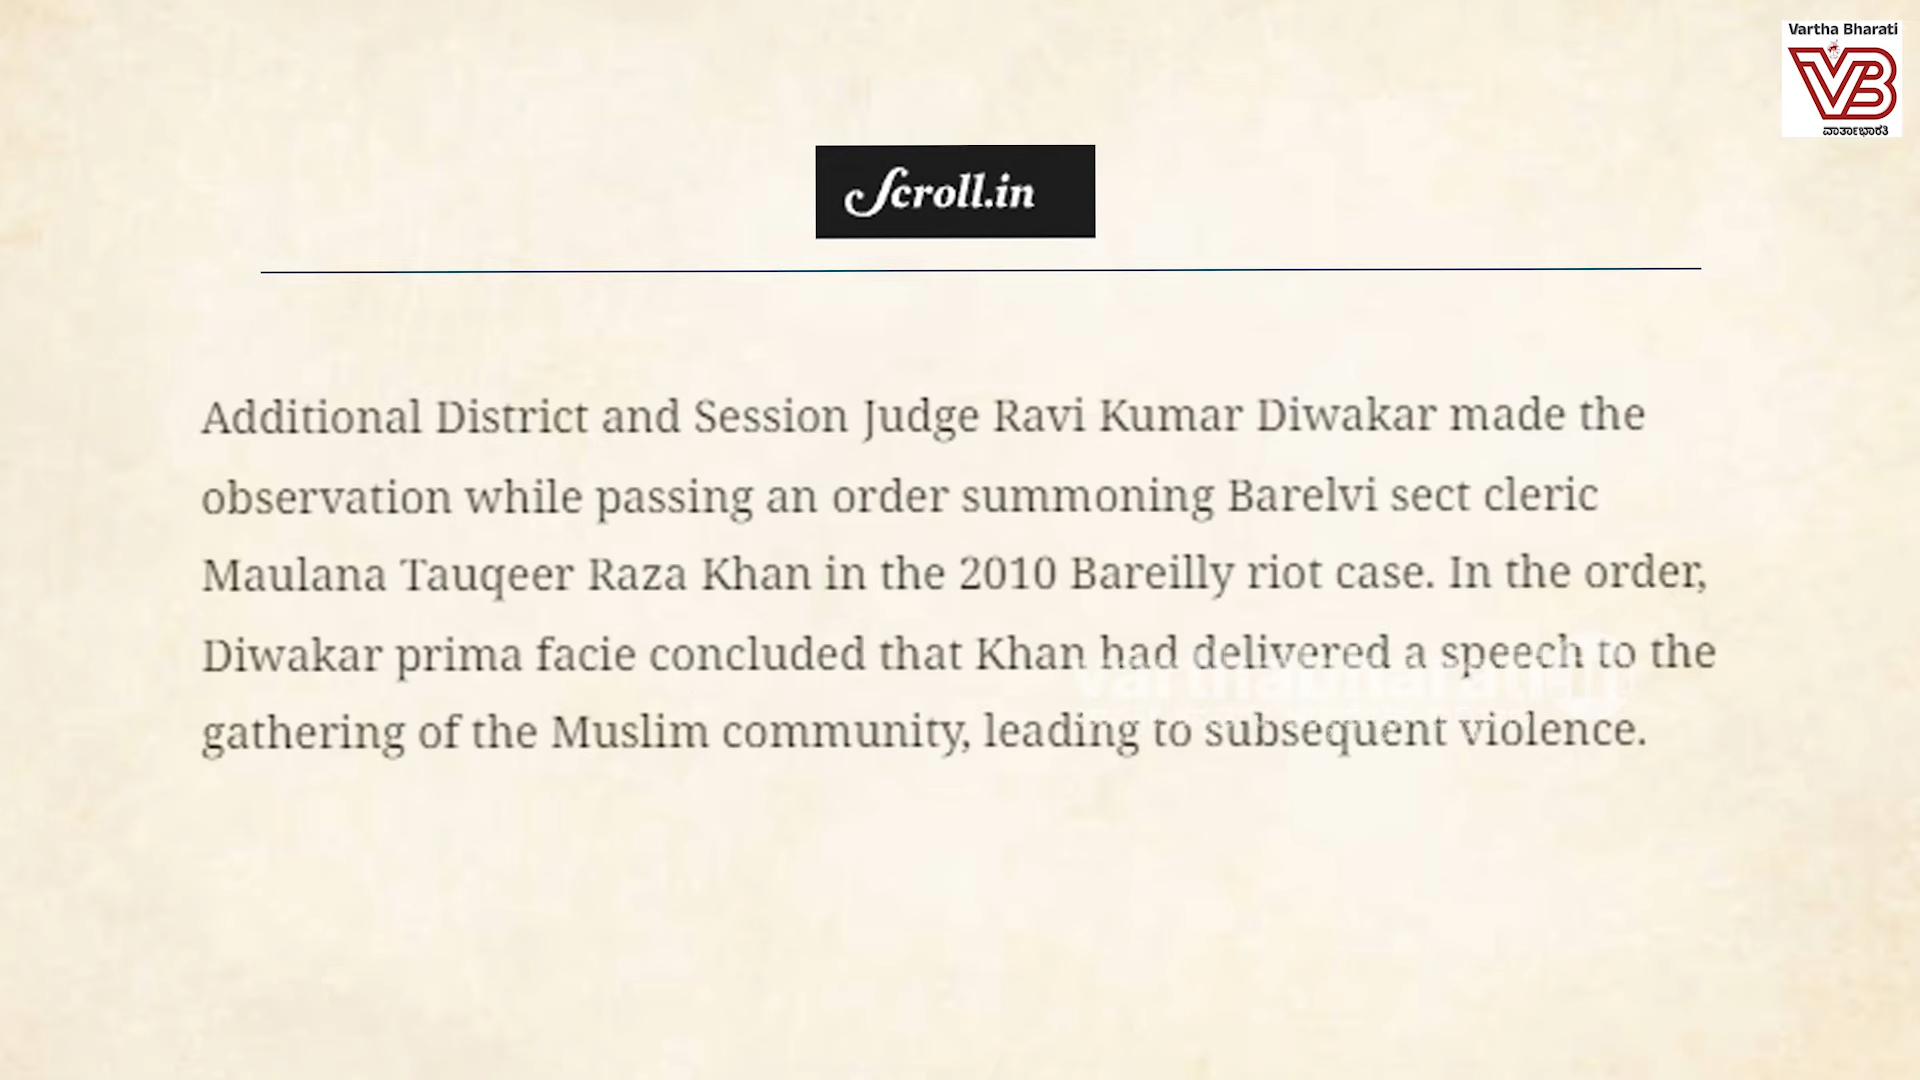 Vartha Bharati
VB
ವಾರ್ತಾಭಾರತಿ
Scroll.in
Additional District and Session Judge Ravi Kumar Diwakar made the
observation while passing an order summoning Barelvi sect cleric
Maulana Tauqeer Raza Khan in the 2010 Bareilly riot case. In the order,
Diwakar prima facie concluded that Khan had delivered a speech to the
gathering of the Muslim community, leading to subsequent violence.